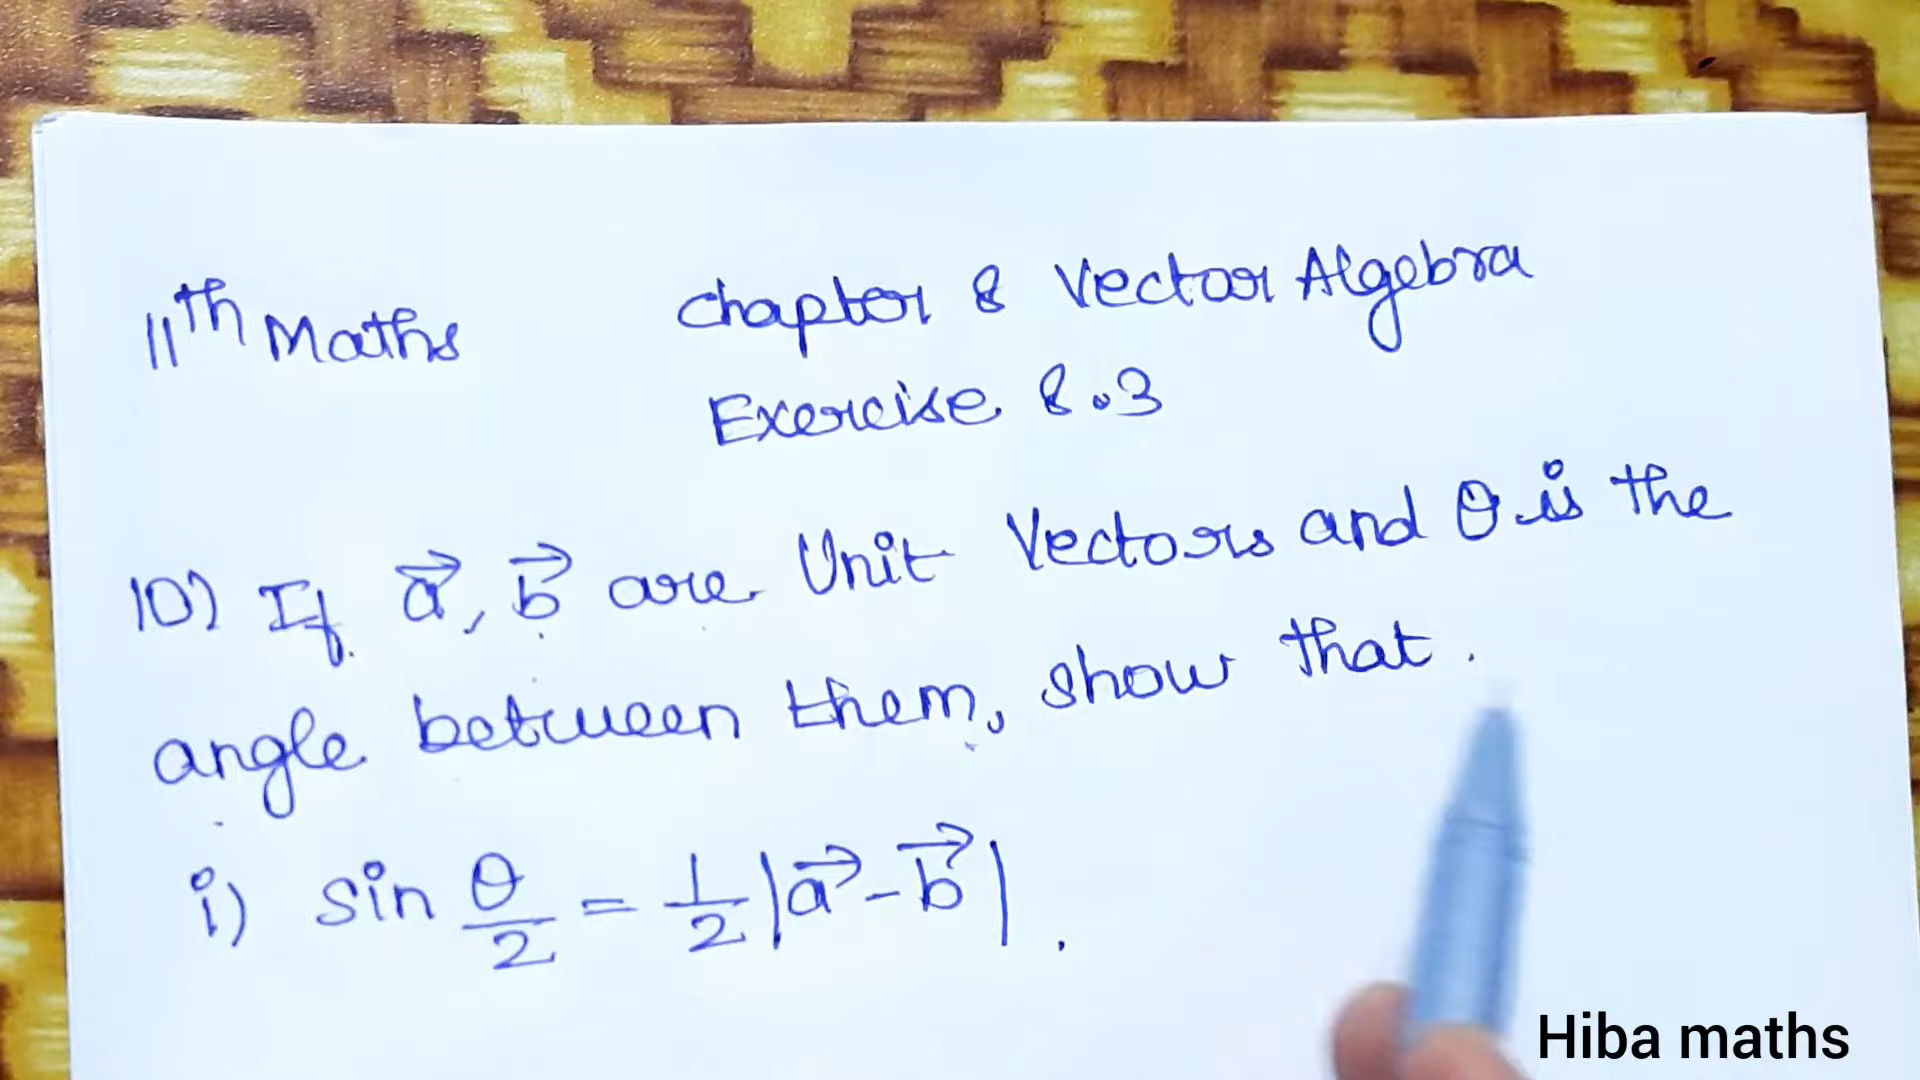 11th Maths Chapter 8 Vector Algebra
Exercise 8.3
10) If a⃗, b⃗ are Unit Vectors and θ is the
angle between them, show that.
i) sin θ/2 = 1/2 |a⃗ - b⃗|.
Hiba maths